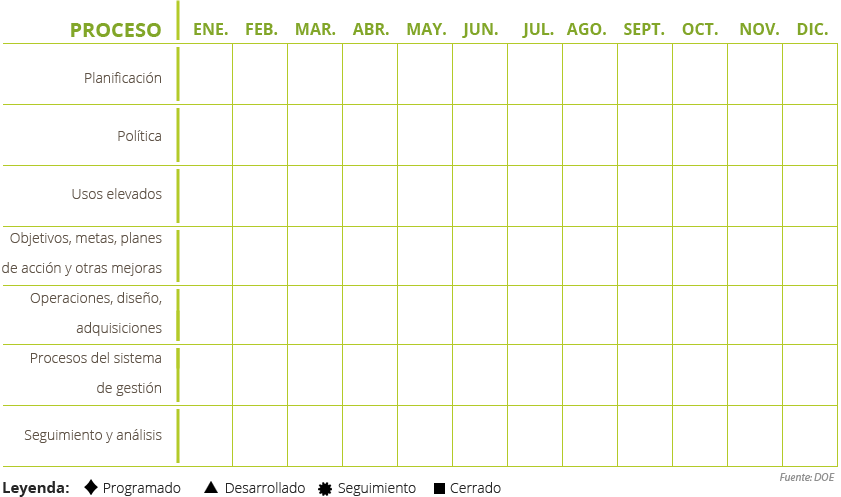 PROCESO ENE. FEB. MAR. ABR. MAY. JUN. JUL. AGO. SEPT. OCT. NOV. DIC.
Planificación
Política
Usos elevados
Objetivos, metas, planes
de acción y otras mejoras
Operaciones, diseño,
adquisiciones
Procesos del sistema
de gestión
Seguimiento y análisis
Fuente: DOE
Leyenda: Programado Desarrollado Seguimiento Cerrado